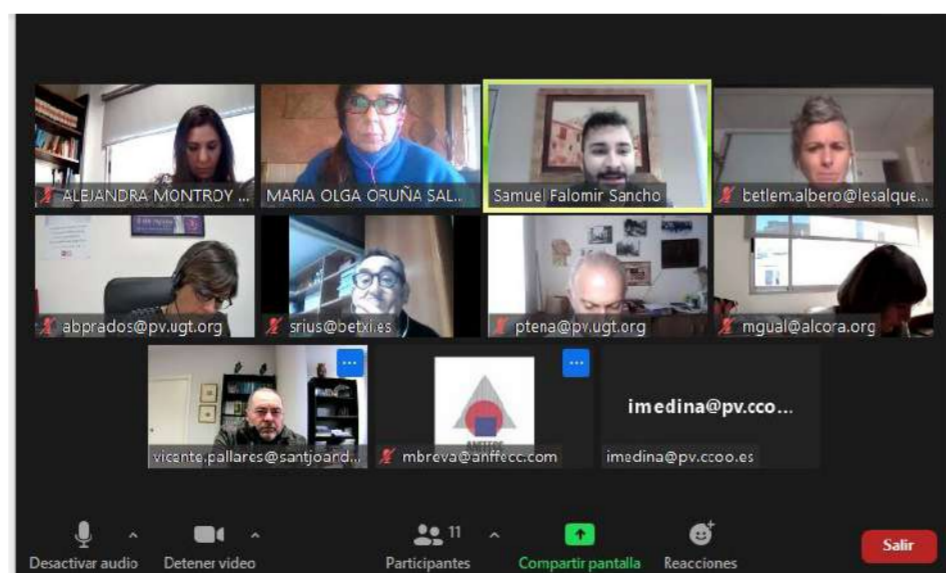 ALEJANDRA MONTROY ...
MARIA OLGA ORUÑA SAL...
Samuel Falomir Sancho
betlem.albero@lesalque...
abprados@pv.ugt.org
srius@betxi.es
ptena@pv.ugt.org
mgual@alcora.org
vicente.pallares@santjoand...
ANFFECC
mbreva@anffecc.com
imedina@pv.cco...
imedina@pv.ccoo.es
Desactivar audio
Detener video
11
Participantes
Compartir pantalla
Reacciones
Salir